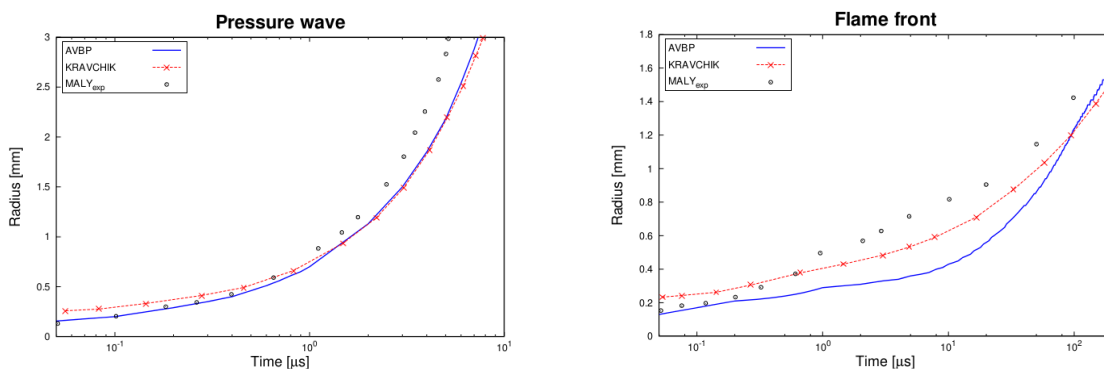 Pressure wave
3
2.5
2
1.5
1
0.5
0
Radius [mm]
AVBP
KRAVCHIK
MALYexp
10-1
100
101
Time [μs]
Flame front
1.8
1.6
1.4
1.2
1
0.8
0.6
0.4
0.2
0
Radius [mm]
AVBP
KRAVCHIK
MALYexp
10-1
100
101
102
Time [μs]